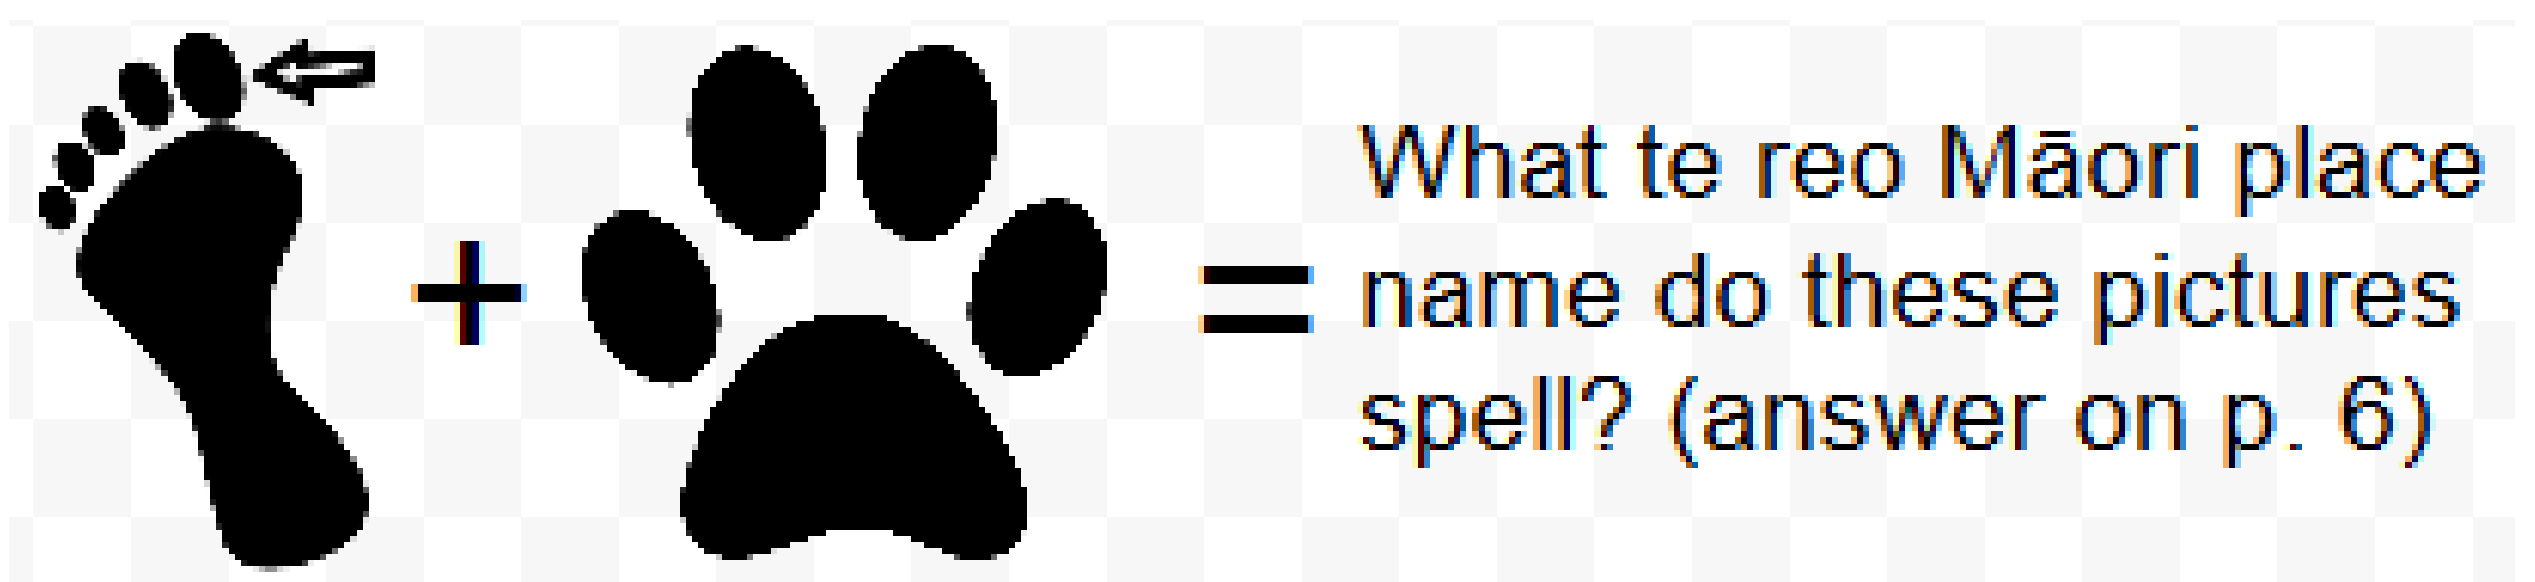 + = What te reo Māori place
name do these pictures
spell? (answer on p. 6)